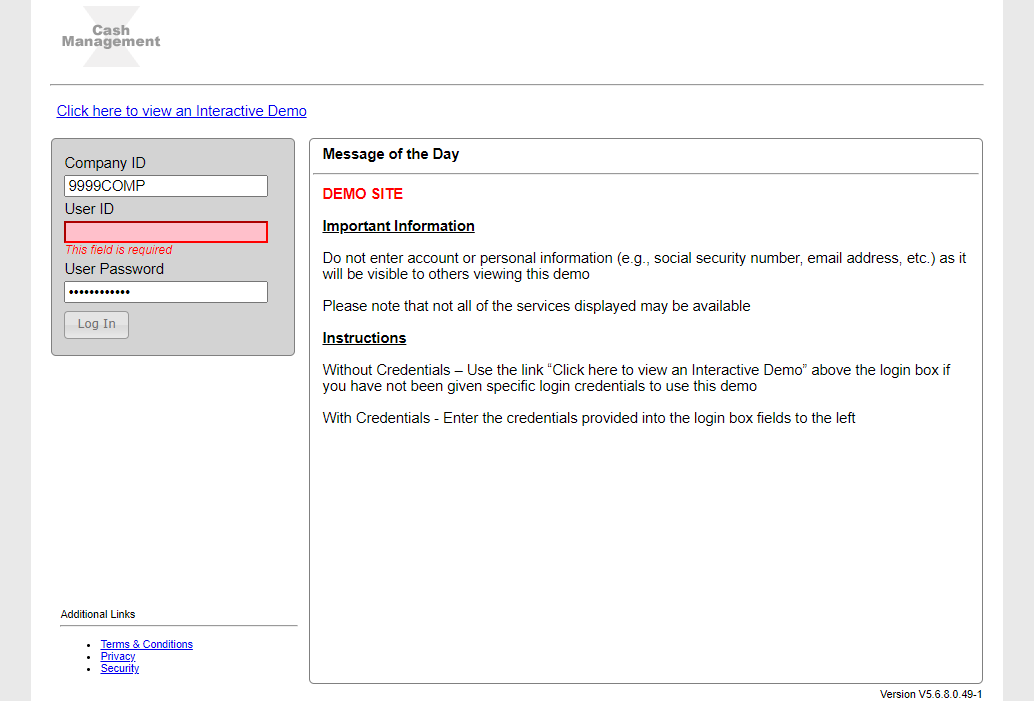 Cash
Management
Click here to view an Interactive Demo
Company ID
9999COMP
User ID
This field is required
User Password
••••••••••••
Log In
Message of the Day
DEMO SITE
Important Information
Do not enter account or personal information (e.g., social security number, email address, etc.) as it
will be visible to others viewing this demo
Please note that not all of the services displayed may be available
Instructions
Without Credentials – Use the link “Click here to view an Interactive Demo” above the login box if
you have not been given specific login credentials to use this demo
With Credentials - Enter the credentials provided into the login box fields to the left
Additional Links
Terms & Conditions
Privacy
Security
Version V5.6.8.0.49-1